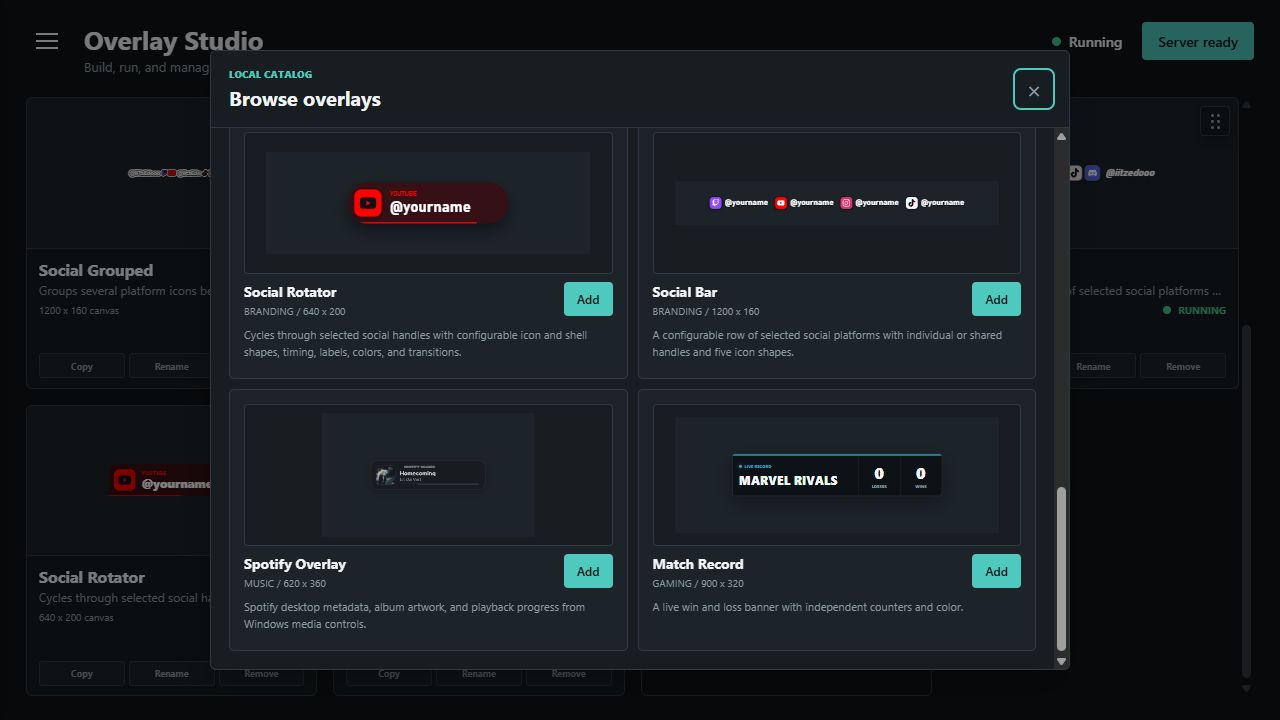 Overlay Studio
Build, run, and manag
Running
Server ready
LOCAL CATALOG
Browse overlays
×
YOUTUBE
@yourname
@yourname @yourname @yourname @yourname
Social Rotator
BRANDING / 640 x 200
Add
Cycles through selected social handles with configurable icon and shell
shapes, timing, labels, colors, and transitions.
Social Bar
BRANDING / 1200 x 160
Add
A configurable row of selected social platforms with individual or shared
handles and five icon shapes.
Homecoming
LIVE RECORD
MARVEL RIVALS
0
LOSSES
0
WINS
Spotify Overlay
MUSIC / 620 x 360
Add
Spotify desktop metadata, album artwork, and playback progress from
Windows media controls.
Match Record
GAMING / 900 x 320
Add
A live win and loss banner with independent counters and color.
Social Grouped
Groups several platform icons be
1200 x 160 canvas
Copy
Rename
@iitzedooo
of selected social platforms ...
RUNNING
Rename
Remove
YOUTUBE
@yourname
Social Rotator
Cycles through selected social ha
640 x 200 canvas
Copy
Rename
Remove
Copy
Rename
Remove